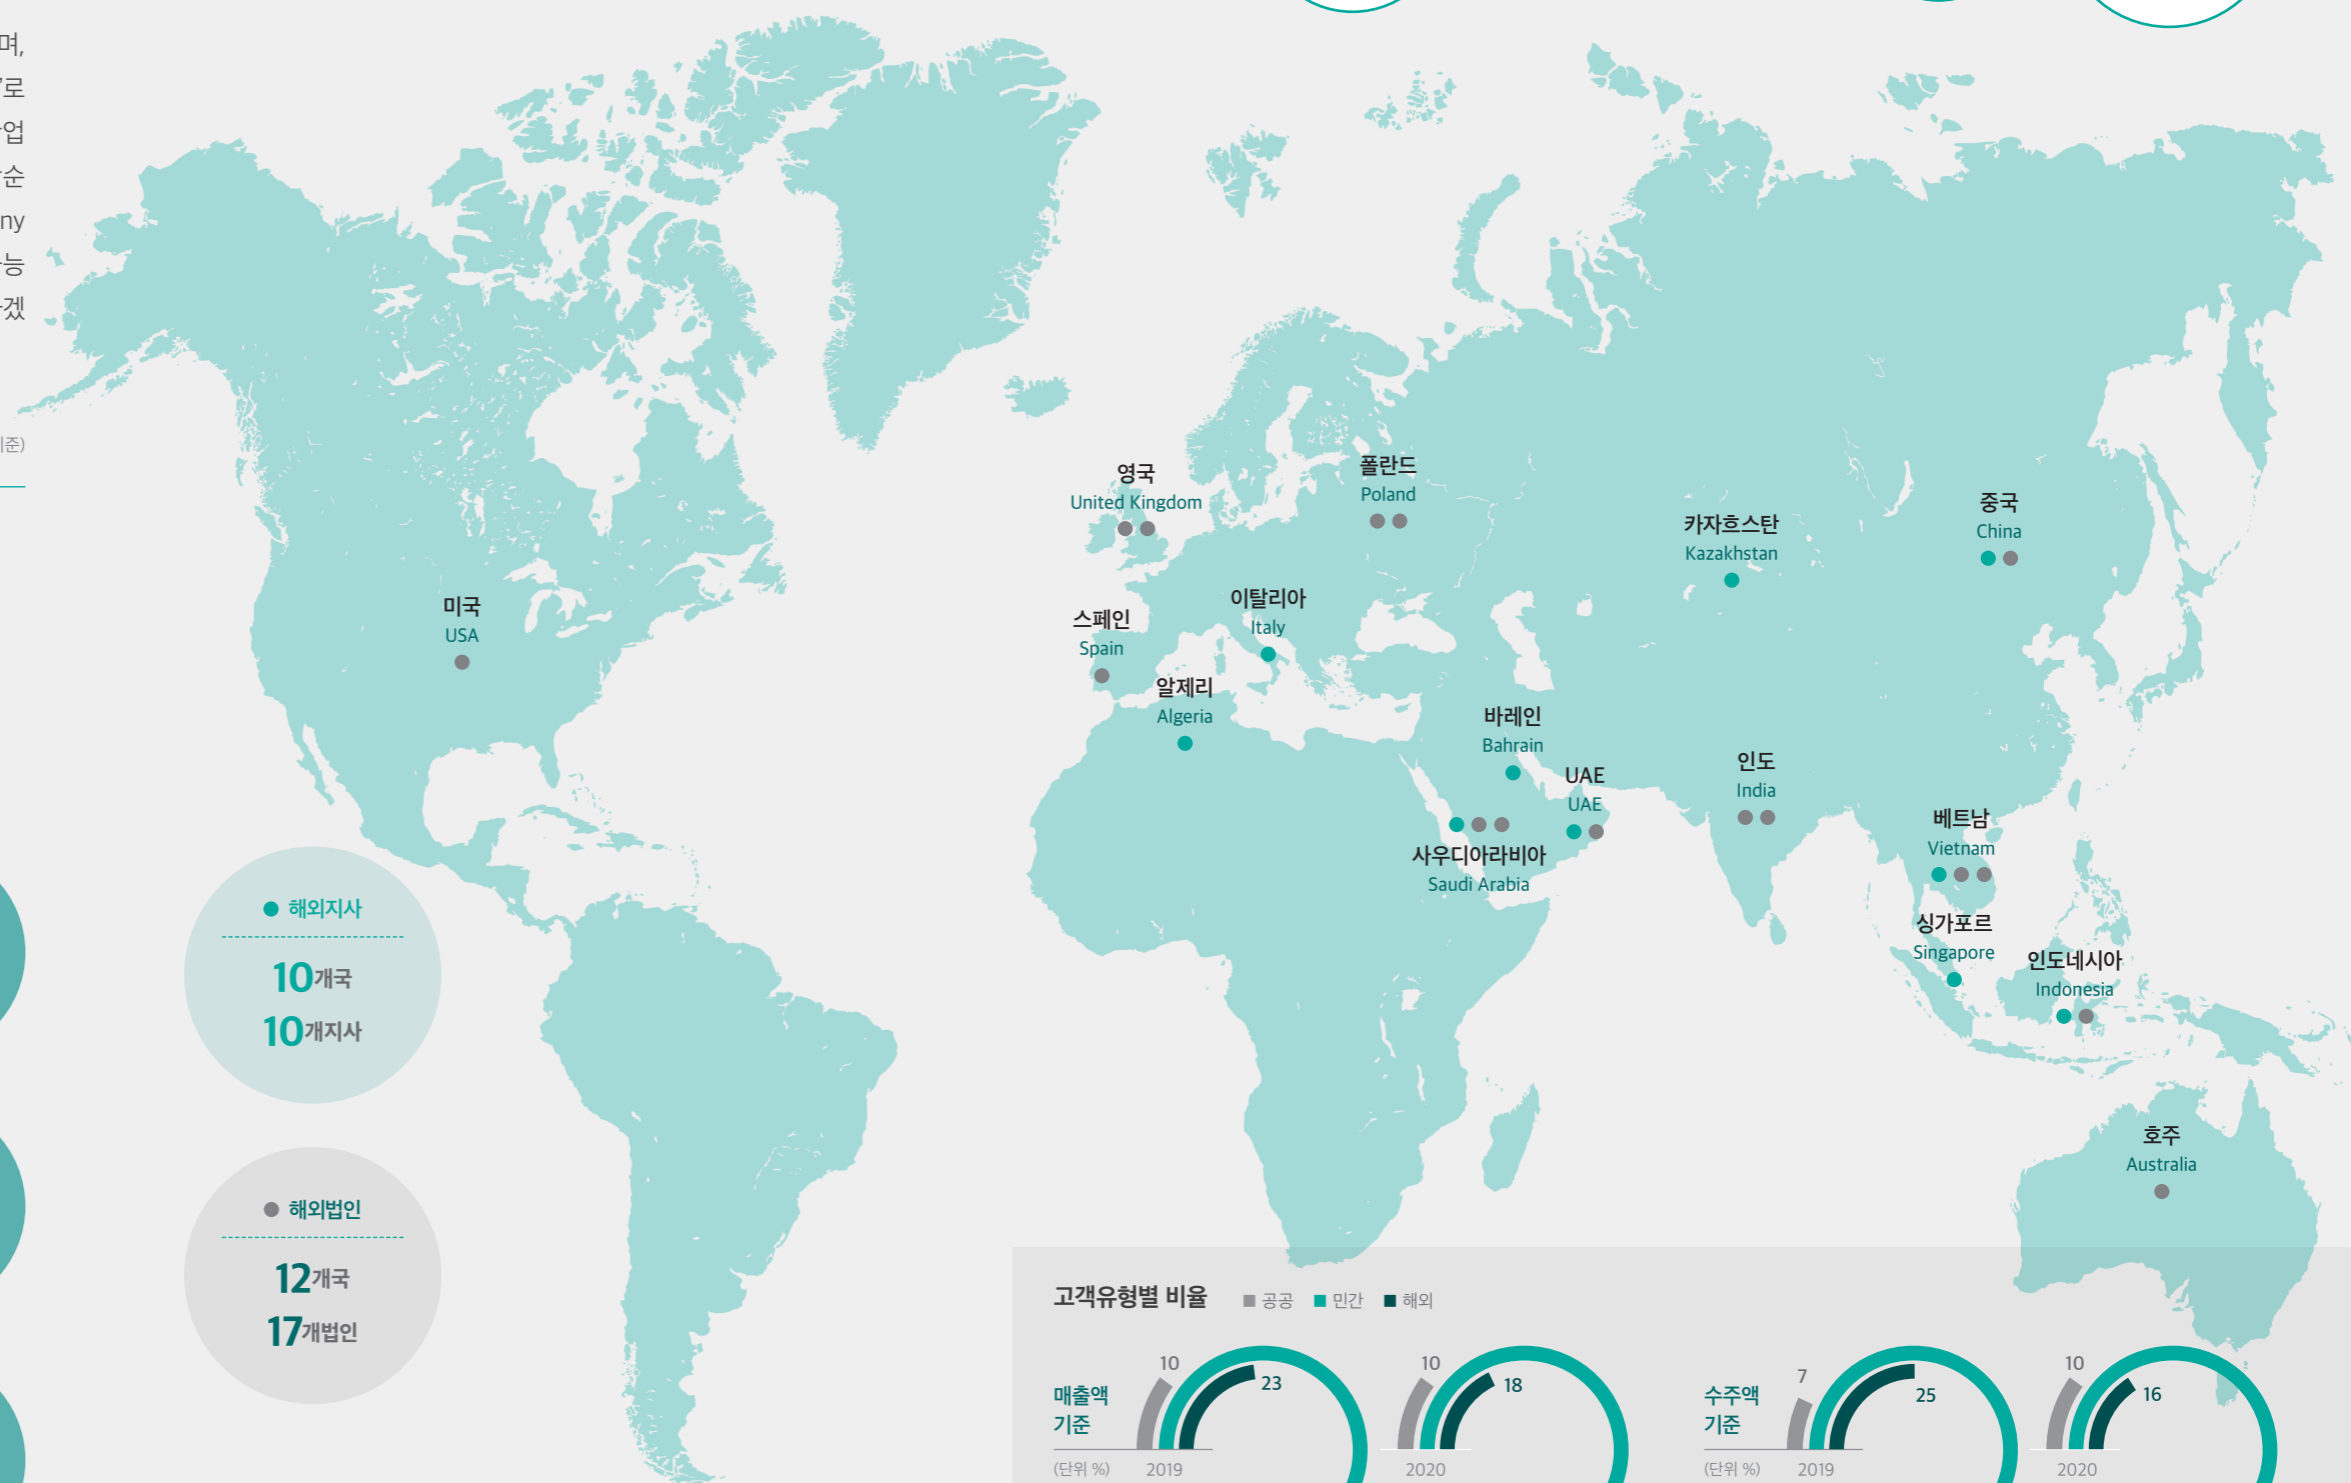 며,
로
업
순
ny
능
겠
기준)
영국
United Kingdom
폴란드
Poland
카자흐스탄
Kazakhstan
중국
China
미국
USA
스페인
Spain
이탈리아
Italy
알제리
Algeria
바레인
Bahrain
UAE
UAE
인도
India
사우디아라비아
Saudi Arabia
베트남
Vietnam
싱가포르
Singapore
인도네시아
Indonesia
호주
Australia
해외지사
10개국
10개지사
해외법인
12개국
17개법인
고객유형별 비율 공공 민간 해외
매출액
기준
(단위 %)
10
23
2019
10
18
2020
수주액
기준
(단위 %)
7
25
2019
10
16
2020